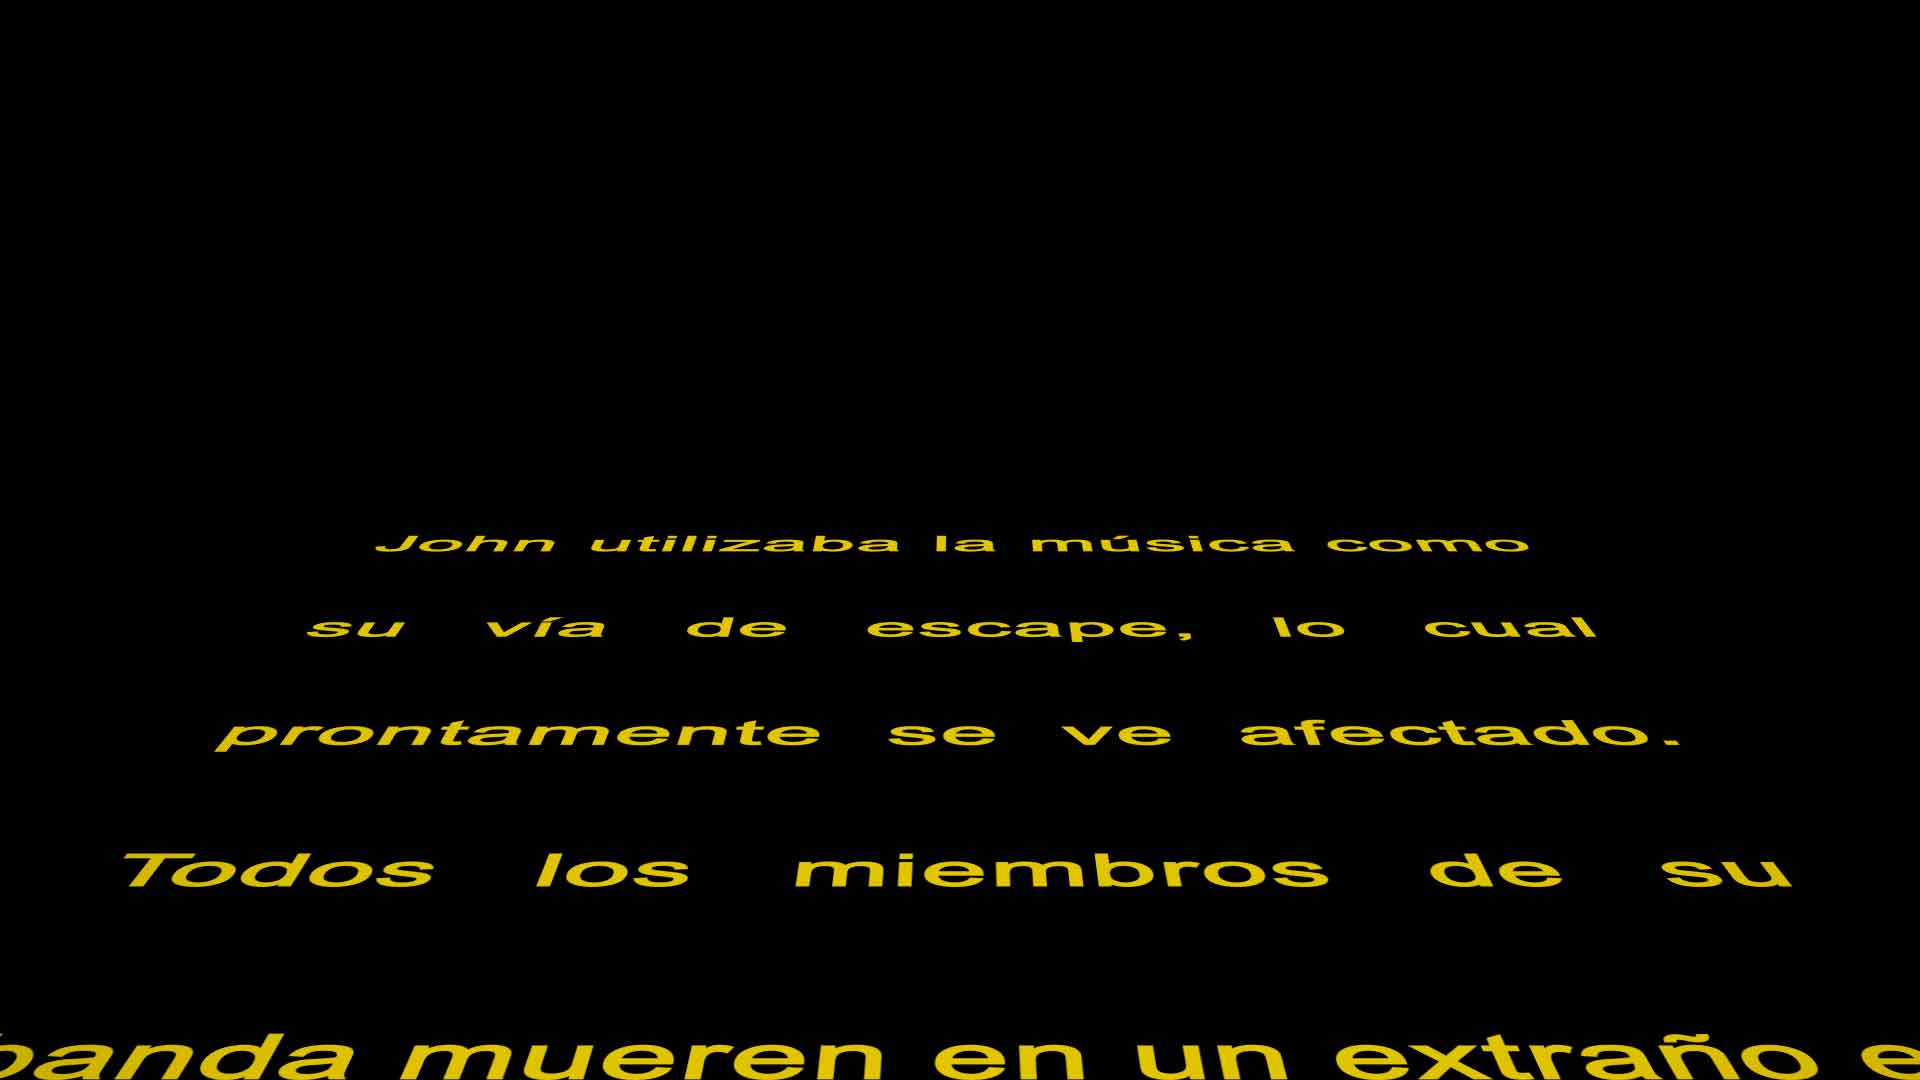 John utilizaba la música como
su vía de escape, lo cual
prontamente se ve afectado.
Todos los miembros de su
banda mueren en un extraño